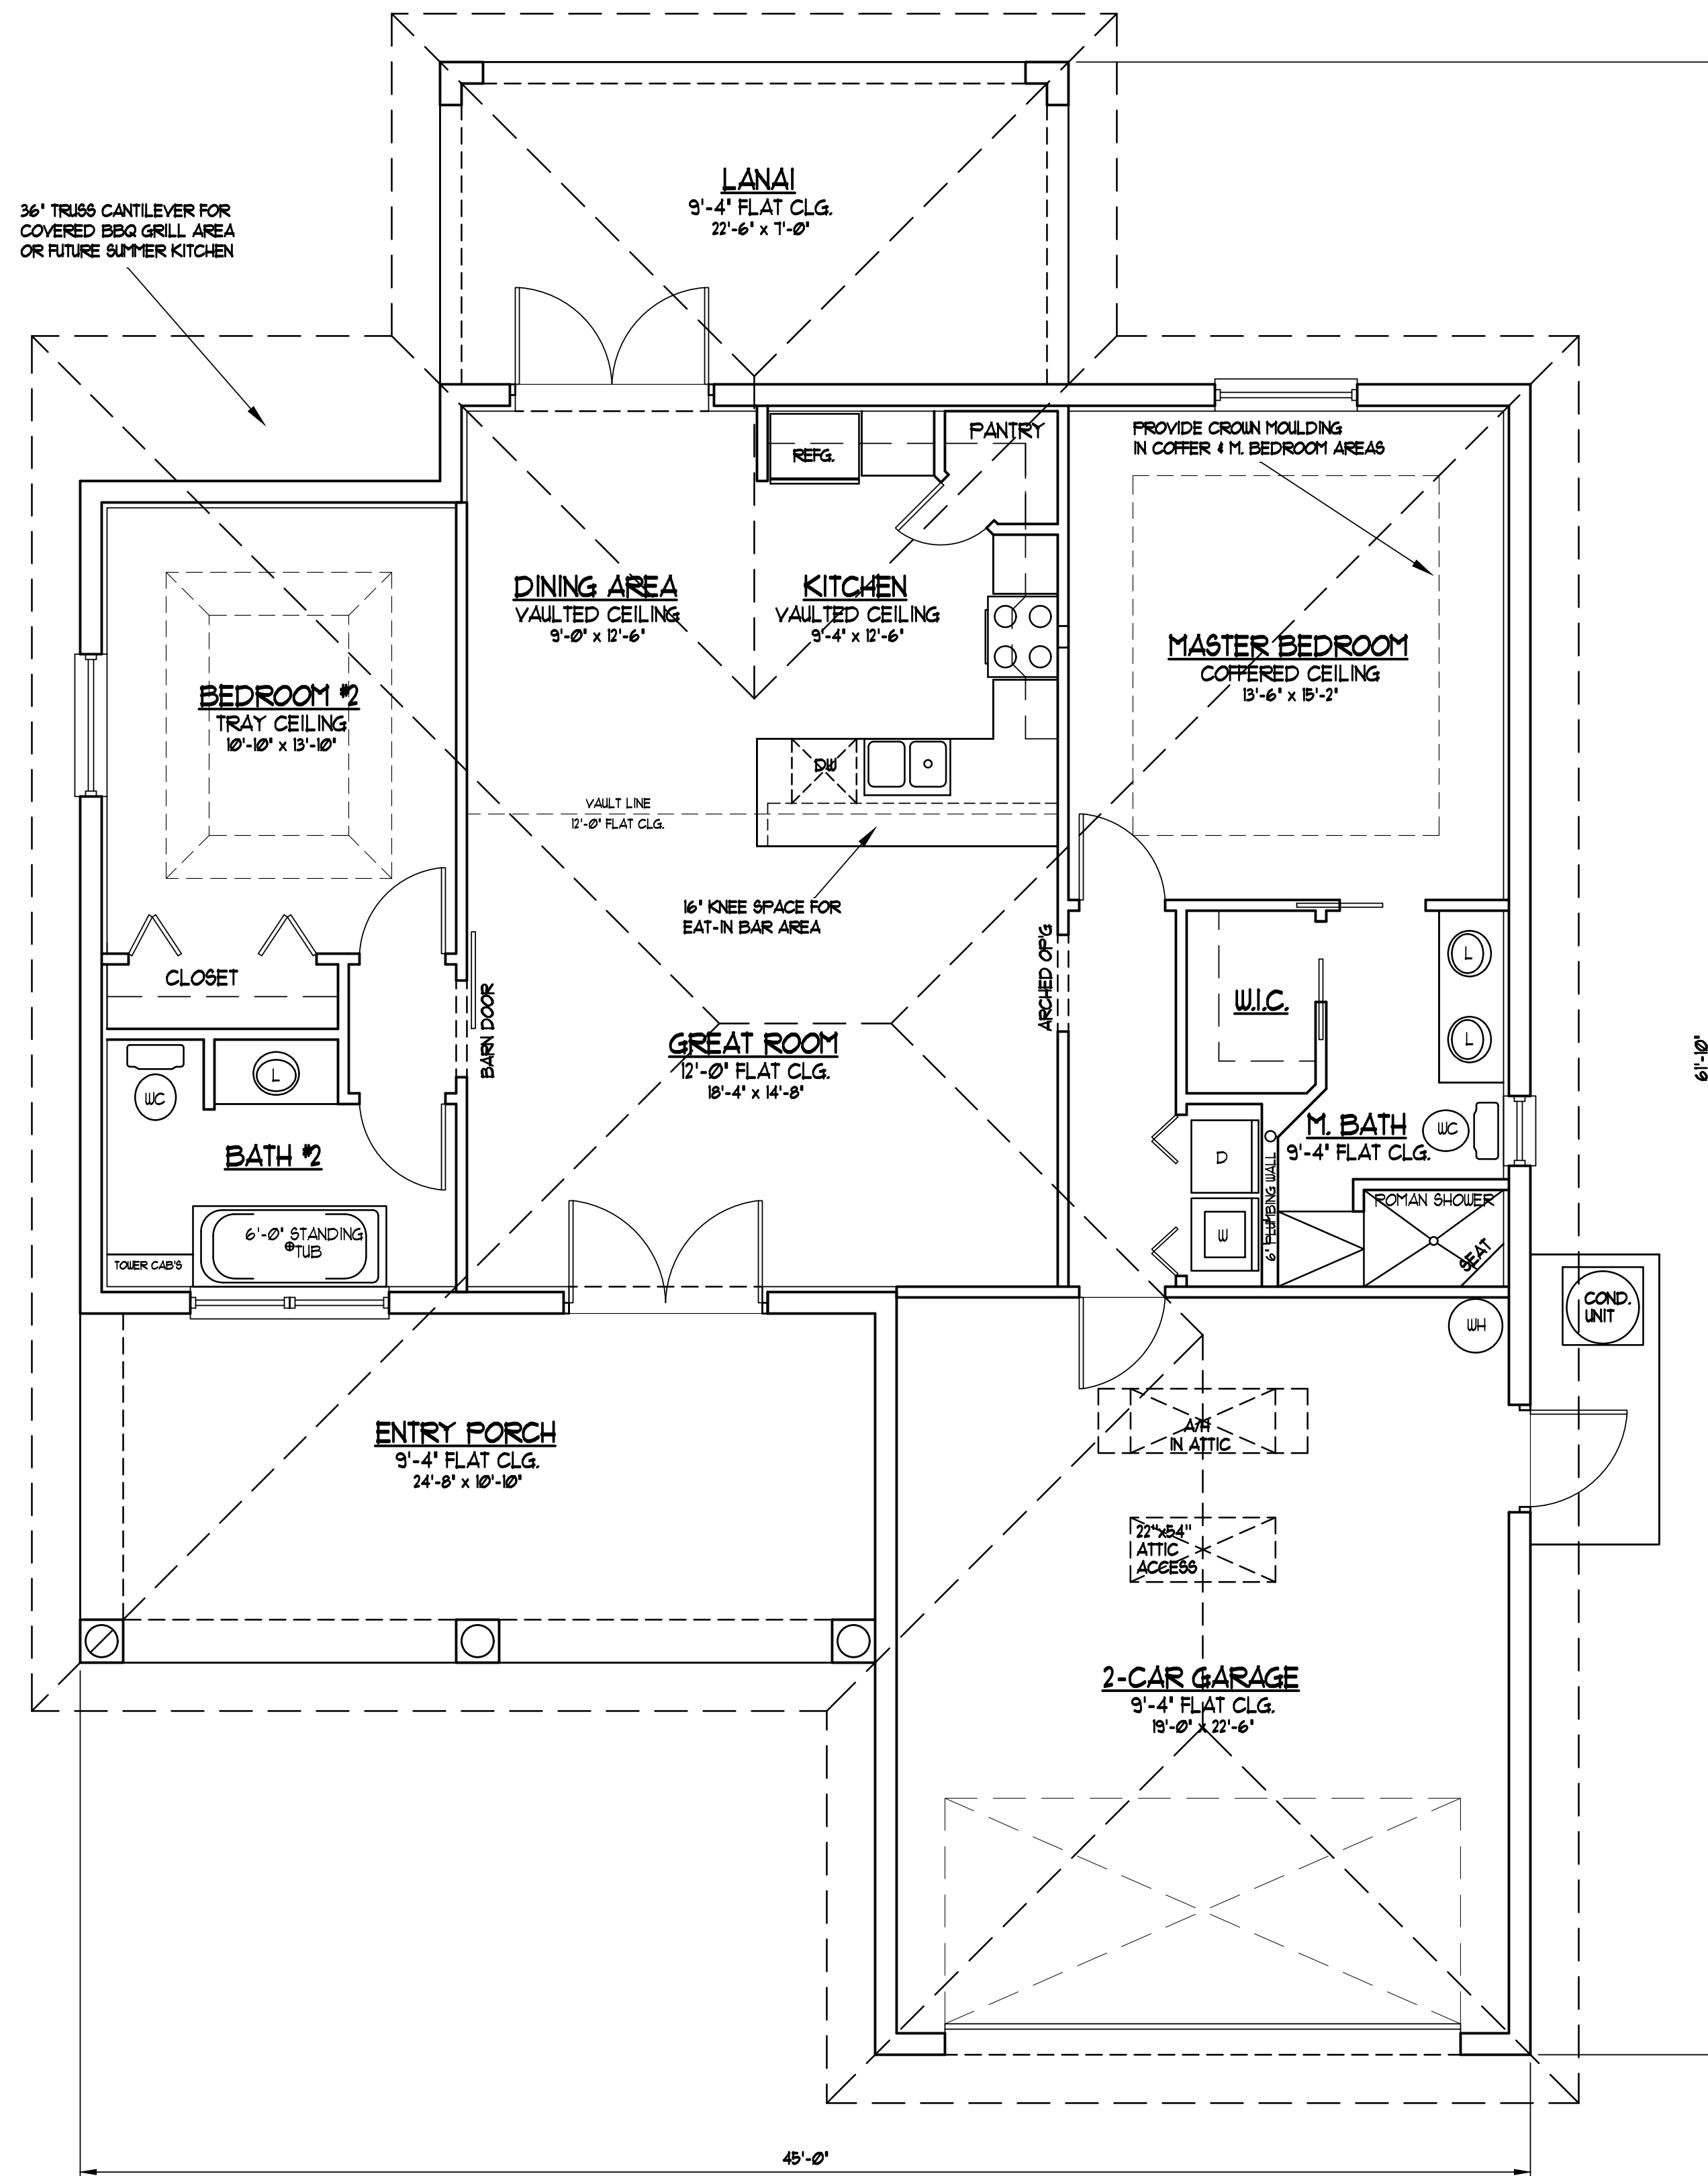 LANAI
9'-4" FLAT CLG.
22'-6" x 7'-0"
36" TRUSS CANTILEVER FOR
COVERED BBQ GRILL AREA
OR FUTURE SUMMER KITCHEN
PANTRY
REFG.
PROVIDE CROWN MOULDING
IN COFFER & M. BEDROOM AREAS
DINING AREA
VAULTED CEILING
9'-0" x 12'-6"
KITCHEN
VAULTED CEILING
9'-4" x 12'-6"
MASTER BEDROOM
COFFERED CEILING
13'-6" x 15'-2"
BEDROOM #2
TRAY CEILING
10'-10" x 13'-10"
DW
VAULT LINE
12'-0" FLAT CLG.
16" KNEE SPACE FOR
EAT-IN BAR AREA
CLOSET
BARN DOOR
ARCHED OP'G
W.I.C.
L
L
GREAT ROOM
12'-0" FLAT CLG.
18'-4" x 14'-8"
61'-10"
WC
L
BATH #2
M. BATH
9'-4" FLAT CLG.
WC
D
W
6" PLUMBING WALL
ROMAN SHOWER
SEAT
6'-0" STANDING
TUB
TOWER CAB'S
COND.
UNIT
WH
ENTRY PORCH
9'-4" FLAT CLG.
24'-8" x 10'-10"
A/H
IN ATTIC
22"x54"
ATTIC
ACCESS
2-CAR GARAGE
9'-4" FLAT CLG.
19'-0" x 22'-6"
45'-0"